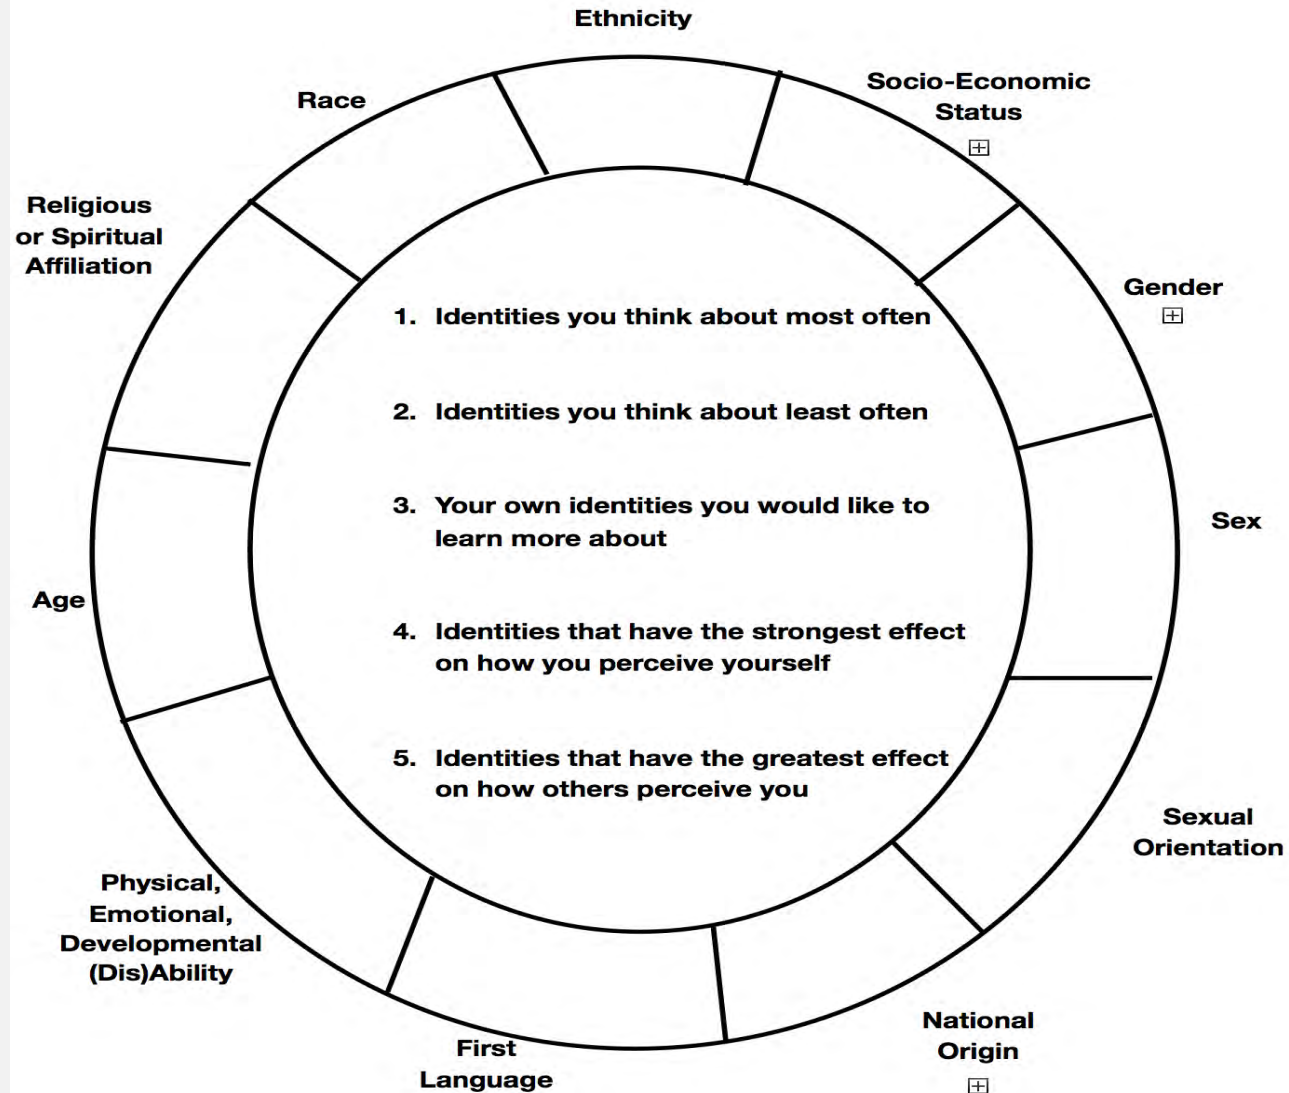 Ethnicity
Socio-Economic
Status
Race
Religious
or Spiritual
Affiliation
Gender
1. Identities you think about most often
2. Identities you think about least often
3. Your own identities you would like to
learn more about
Sex
Age
4. Identities that have the strongest effect
on how you perceive yourself
5. Identities that have the greatest effect
on how others perceive you
Sexual
Orientation
Physical,
Emotional,
Developmental
(Dis)Ability
National
Origin
First
Language